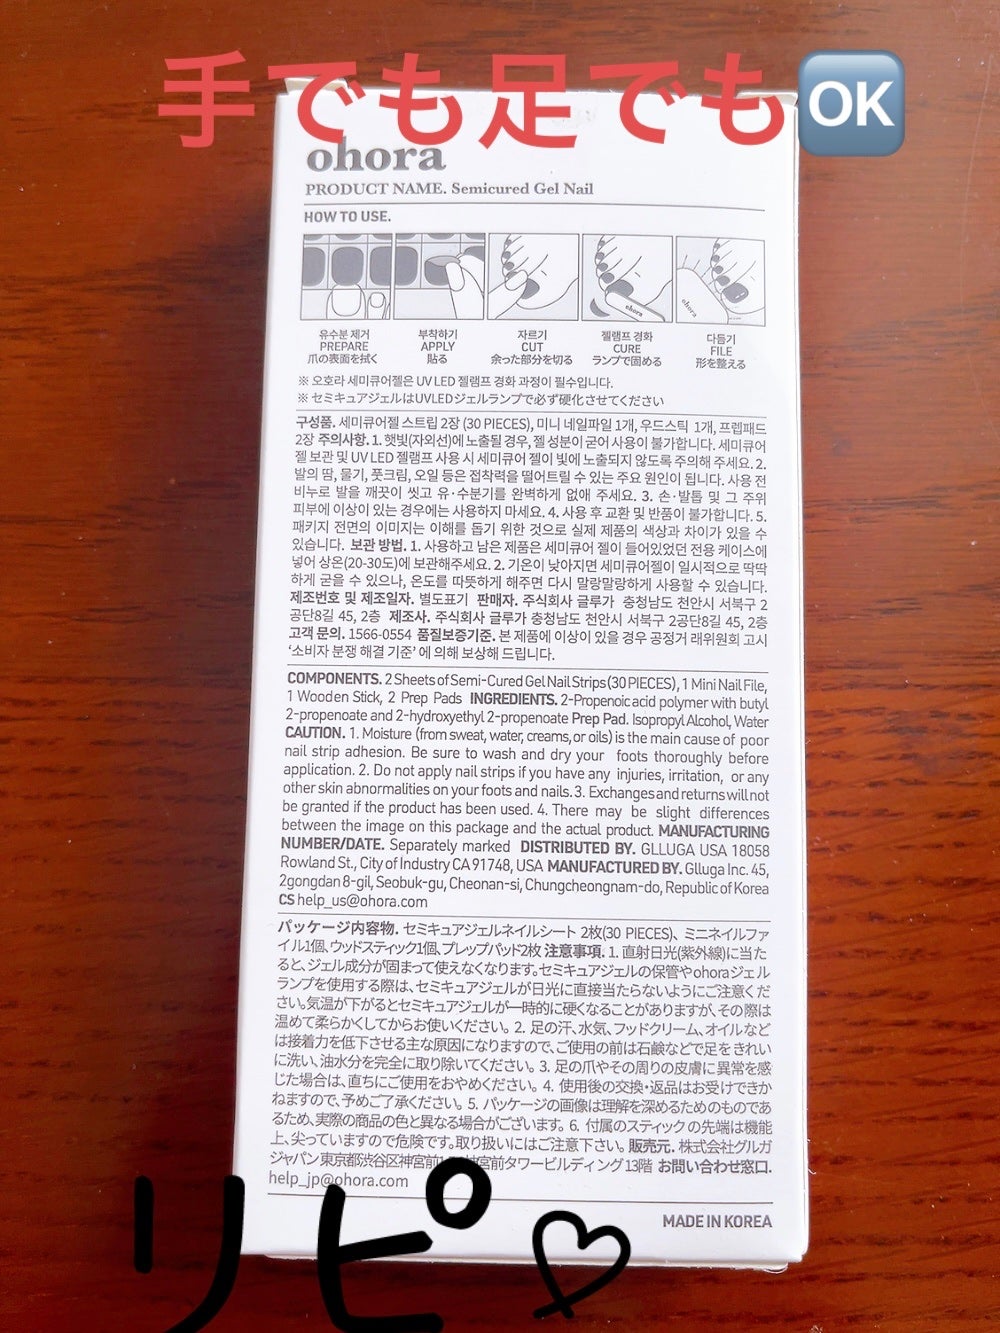 手でも足でもOK
ohora
PRODUCT NAME. Semicured Gel Nail
HOW TO USE.
유수분 제거 부착하기 자르기 젤램프 경화 다듬기
PREPARE APPLY CUT CURE FILE
爪の表面を拭く 貼る 余った部分を切る ランプで固める 形を整える
ohora
ohora
※ 오호라 세미큐어젤은 UV LED 젤램프 경화 과정이 필수입니다.
※ セミキュアジェルはUVLEDジェルランプで必ず硬化させてください
구성품. 세미큐어젤 스트립 2장 (30 PIECES), 미니 네일파일 1개, 우드스틱 1개, 프렙패드
2장 주의사항. 1. 햇빛(자외선)에 노출될 경우, 젤 성분이 굳어 사용이 불가합니다. 세미큐어
젤 보관 및 UV LED 젤램프 사용 시 세미큐어 젤이 빛에 노출되지 않도록 주의해 주세요. 2.
발의 땀, 물기, 풋크림, 오일 등은 접착력을 떨어트릴 수 있는 주요 원인이 됩니다. 사용 전
비누로 발을 깨끗이 씻고 유·수분기를 완벽하게 없애 주세요. 3. 손·발톱 및 그 주위
피부에 이상이 있는 경우에는 사용하지 마세요. 4. 사용 후 교환 및 반품이 불가합니다. 5.
패키지 전면의 이미지는 이해를 돕기 위한 것으로 실제 제품의 색상과 차이가 있을 수
있습니다. 보관 방법. 1. 사용하고 남은 제품은 세미큐어 젤이 들어있었던 전용 케이스에
넣어 상온(20-30도)에 보관해주세요. 2. 기온이 낮아지면 세미큐어젤이 일시적으로 딱딱
하게 굳을 수 있으나, 온도를 따뜻하게 해주면 다시 말랑말랑하게 사용할 수 있습니다.
제조번호 및 제조일자. 별도표기 판매자. 주식회사 글루가 충청남도 천안시 서북구 2
공단8길 45, 2층 제조사. 주식회사 글루가 충청남도 천안시 서북구 2공단8길 45, 2층
고객 문의. 1566-0554 품질보증기준. 본 제품에 이상이 있을 경우 공정거 래위원회 고시
‘소비자 분쟁 해결 기준’ 에 의해 보상해 드립니다.
COMPONENTS. 2 Sheets of Semi-Cured Gel Nail Strips (30 PIECES), 1 Mini Nail File,
1 Wooden Stick, 2 Prep Pads INGREDIENTS. 2-Propenoic acid polymer with butyl
2-propenoate and 2-hydroxyethyl 2-propenoate Prep Pad. Isopropyl Alcohol, Water
CAUTION. 1. Moisture (from sweat, water, creams, or oils) is the main cause of poor
nail strip adhesion. Be sure to wash and dry your foots thoroughly before
application. 2. Do not apply nail strips if you have any injuries, irritation, or any
other skin abnormalities on your foots and nails. 3. Exchanges and returns will not
be granted if the product has been used. 4. There may be slight differences
between the image on this package and the actual product. MANUFACTURING
NUMBER/DATE. Separately marked DISTRIBUTED BY. GLLUGA USA 18058
Rowland St., City of Industry CA 91748, USA MANUFACTURED BY. Glluga Inc. 45,
2gongdan 8-gil, Seobuk-gu, Cheonan-si, Chungcheongnam-do, Republic of Korea
CS help_us@ohora.com
パッケージ内容物. セミキュアジェルネイルシート 2枚(30 PIECES)、ミニネイルファ
イル1個、ウッドスティック1個、プレップパッド2枚 注意事項. 1. 直射日光(紫外線)に当た
ると、ジェル成分が固まって使えなくなります。セミキュアジェルの保管やohoraジェル
ランプを使用する際は、セミキュアジェルが日光に直接当たらないようにご注意くだ
さい。気温が下がるとセミキュアジェルが一時的に硬くなることがありますが、その際は
温めて柔らかくしてからお使いください。 2. 足の汗、水気、フッドクリーム、オイルなど
は接着力を低下させる主な原因になりますので、ご使用の前は石鹸などで足をきれい
に洗い、油水分を完全に取り除いてください。 3. 足の爪やその周りの皮膚に異常を感
じた場合は、直ちにご使用をおやめください。 4. 使用後の交換・返品はお受けできか
ねますので、予めご了承ください。 5. パッケージの画像は理解を深めるためのものであ
るため、実際の商品の色と異なる場合がございます。 6. 付属のスティックの先端は機能
上、尖っていますので危険です。取り扱いにはご注意下さい。 販売元. 株式会社グルガ
ジャパン 東京都渋谷区神宮前1 神宮前タワービルディング13階 お問い合わせ窓口.
help_jp@ohora.com
MADE IN KOREA
リピ♡